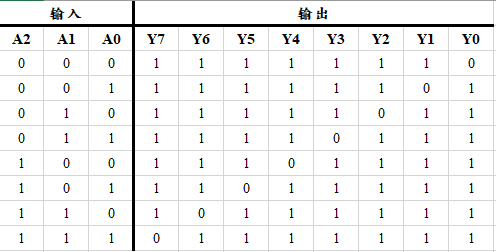 输入 输出
A2 A1 A0 Y7 Y6 Y5 Y4 Y3 Y2 Y1 Y0
0 0 0 1 1 1 1 1 1 1 0
0 0 1 1 1 1 1 1 1 0 1
0 1 0 1 1 1 1 1 0 1 1
0 1 1 1 1 1 1 0 1 1 1
1 0 0 1 1 1 0 1 1 1 1
1 0 1 1 1 0 1 1 1 1 1
1 1 0 1 0 1 1 1 1 1 1
1 1 1 0 1 1 1 1 1 1 1